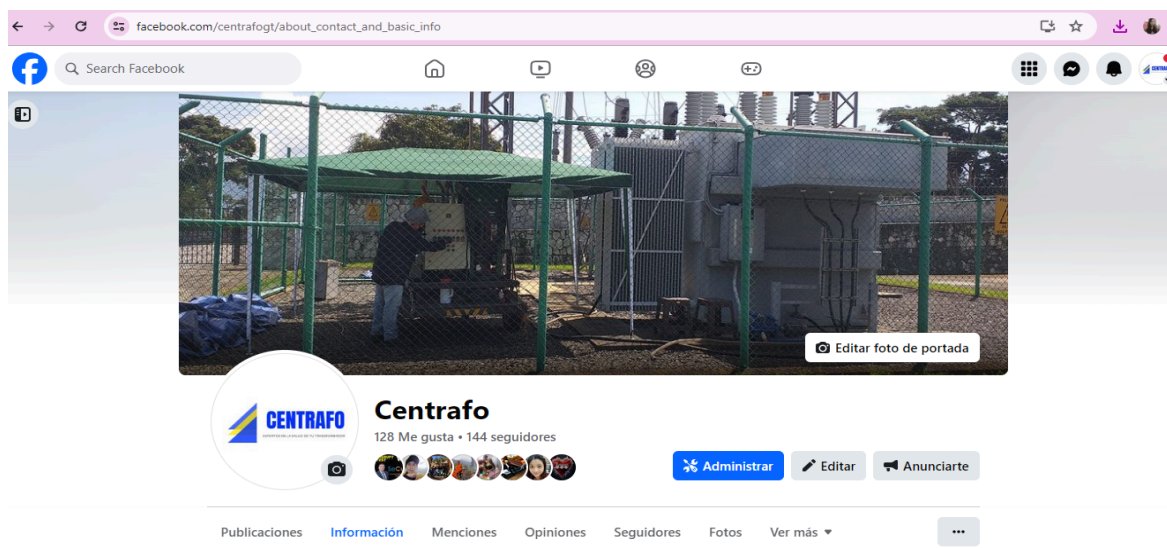 facebook.com/centrafogt/about_contact_and_basic_info
Search Facebook
Editar foto de portada
CENTRAFO
Centrafo
128 Me gusta • 144 seguidores
Administrar
Editar
Anunciarte
Publicaciones
Información
Menciones
Opiniones
Seguidores
Fotos
Ver más